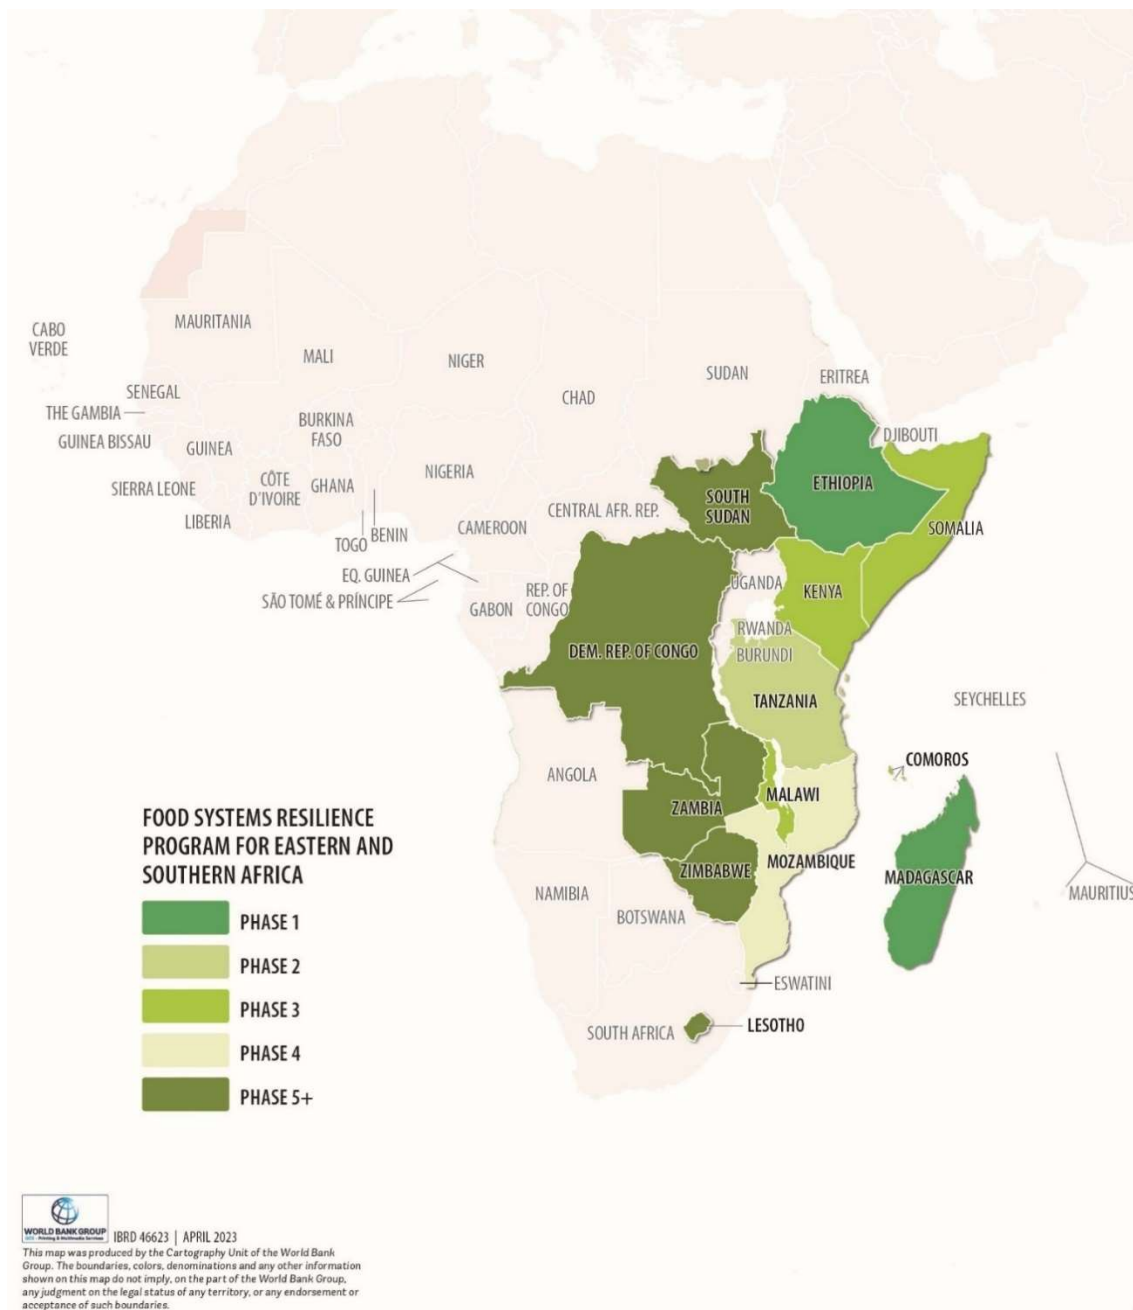 CABO
VERDE
MAURITANIA
MALI
NIGER
CHAD
SUDAN
ERITREA
SENEGAL
THE GAMBIA
GUINEA BISSAU
GUINEA
BURKINA
FASO
DJIBOUTI
SIERRA LEONE
CÔTE
D'IVOIRE
GHANA
NIGERIA
ETHIOPIA
SOUTH
SUDAN
LIBERIA
TOGO
BENIN
CAMEROON
CENTRAL AFR. REP.
SOMALIA
EQ. GUINEA
SÃO TOMÉ & PRÍNCIPE
GABON
REP. OF
CONGO
UGANDA
KENYA
RWANDA
BURUNDI
DEM. REP. OF CONGO
TANZANIA
SEYCHELLES
COMOROS
ANGOLA
MALAWI
ZAMBIA
MOZAMBIQUE
ZIMBABWE
MADAGASCAR
MAURITIUS
NAMIBIA
BOTSWANA
ESWATINI
SOUTH AFRICA
LESOTHO
FOOD SYSTEMS RESILIENCE
PROGRAM FOR EASTERN AND
SOUTHERN AFRICA
PHASE 1
PHASE 2
PHASE 3
PHASE 4
PHASE 5+
WORLD BANK GROUP
Printing & Multimedia Services
IBRD 46623 | APRIL 2023
This map was produced by the Cartography Unit of the World Bank
Group. The boundaries, colors, denominations and any other information
shown on this map do not imply, on the part of the World Bank Group,
any judgment on the legal status of any territory, or any endorsement or
acceptance of such boundaries.